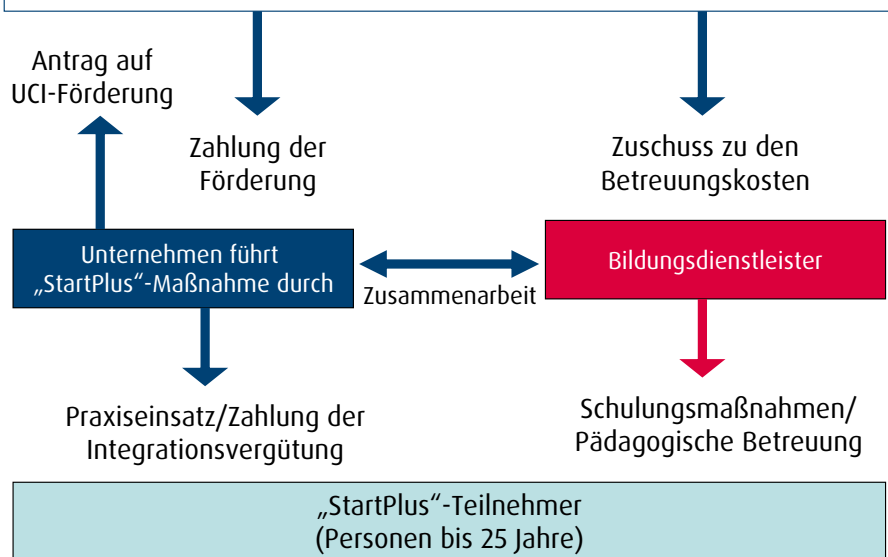 Antrag auf
UCI-Förderung
Zahlung der
Förderung
Zuschuss zu den
Betreuungskosten
Unternehmen führt
„StartPlus“-Maßnahme durch
Zusammenarbeit
Bildungsdienstleister
Praxiseinsatz/Zahlung der
Integrationsvergütung
Schulungsmaßnahmen/
Pädagogische Betreuung
„StartPlus“-Teilnehmer
(Personen bis 25 Jahre)